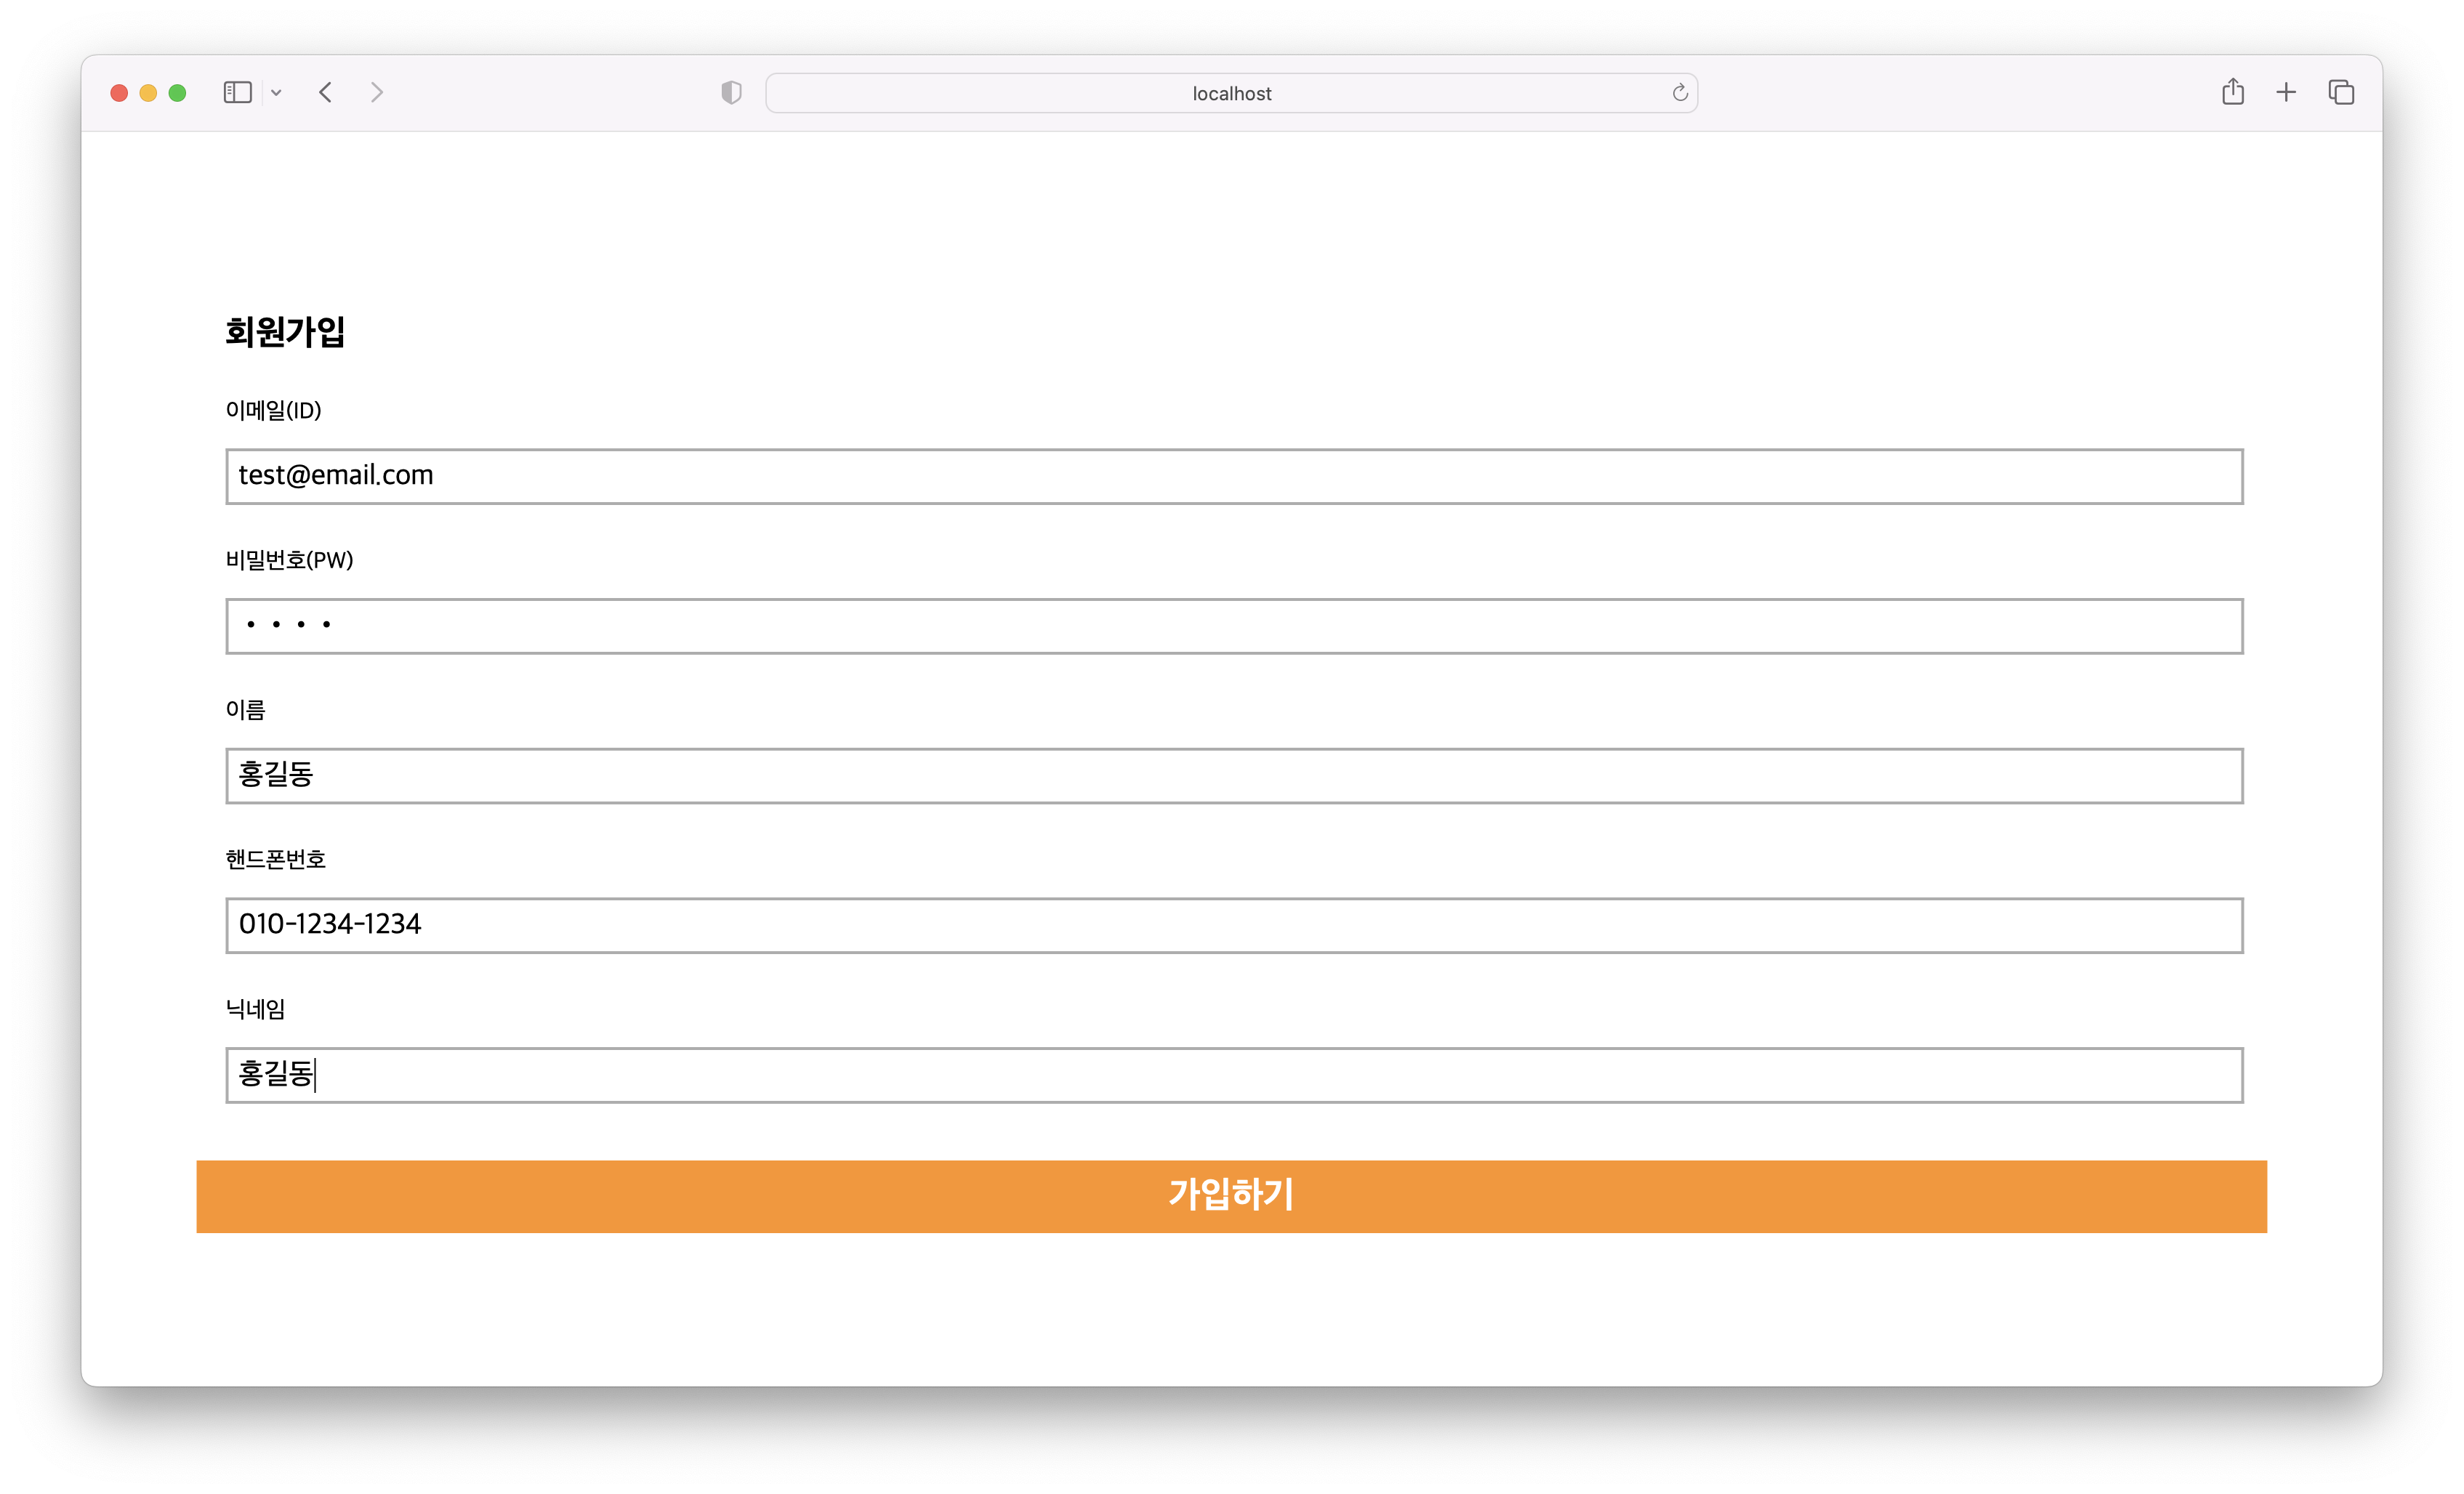 localhost
회원가입
이메일(ID)
test@email.com
비밀번호(PW)
••••
이름
홍길동
핸드폰번호
010-1234-1234
닉네임
홍길동
가입하기